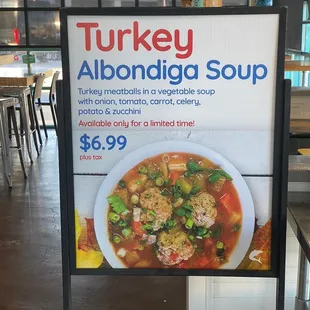 Turkey
Albondiga Soup
Turkey meatballs in a vegetable soup
with onion, tomato, carrot, celery,
potato & zucchini
Available only for a limited time!
$6.99
plus tax